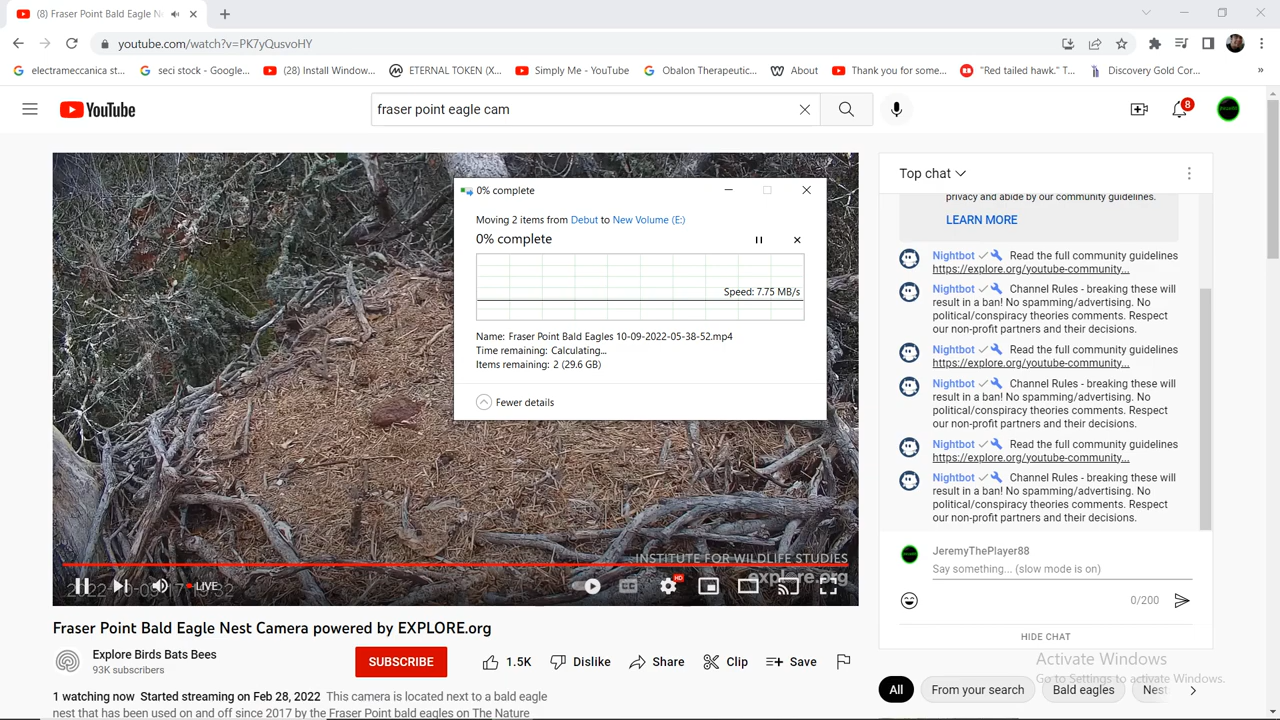 (8) Fraser Point Bald Eagle Nes
youtube.com/watch?v=PK7yQusvoHY
electrameccanica st...
seci stock - Google...
(28) Install Window...
ETERNAL TOKEN (X...
Simply Me - YouTube
Obalon Therapeutic...
About
Thank you for some...
"Red tailed hawk." T...
Discovery Gold Cor...
»
YouTube
fraser point eagle cam
8
0% complete
Moving 2 items from Debut to New Volume (E:)
0% complete
Speed: 7.75 MB/s
Name: Fraser Point Bald Eagles 10-09-2022-05-38-52.mp4
Time remaining: Calculating...
Items remaining: 2 (29.6 GB)
Fewer details
INSTITUTE FOR WILDLIFE STUDIES
explore.org
LIVE
HD
Fraser Point Bald Eagle Nest Camera powered by EXPLORE.org
Explore Birds Bats Bees
93K subscribers
SUBSCRIBE
1.5K
Dislike
Share
Clip
Save
1 watching now Started streaming on Feb 28, 2022 This camera is located next to a bald eagle
nest that has been used on and off since 2017 by the Fraser Point bald eagles on The Nature
Top chat
privacy and abide by our community guidelines.
LEARN MORE
Nightbot Read the full community guidelines
https://explore.org/youtube-community...
Nightbot Channel Rules - breaking these will
result in a ban! No spamming/advertising. No
political/conspiracy theories comments. Respect
our non-profit partners and their decisions.
Nightbot Read the full community guidelines
https://explore.org/youtube-community...
Nightbot Channel Rules - breaking these will
result in a ban! No spamming/advertising. No
political/conspiracy theories comments. Respect
our non-profit partners and their decisions.
Nightbot Read the full community guidelines
https://explore.org/youtube-community...
Nightbot Channel Rules - breaking these will
result in a ban! No spamming/advertising. No
political/conspiracy theories comments. Respect
our non-profit partners and their decisions.
JeremyThePlayer88
Say something... (slow mode is on)
0/200
HIDE CHAT
Activate Windows
Go to Settings to activate Windows.
All
From your search
Bald eagles
Nest